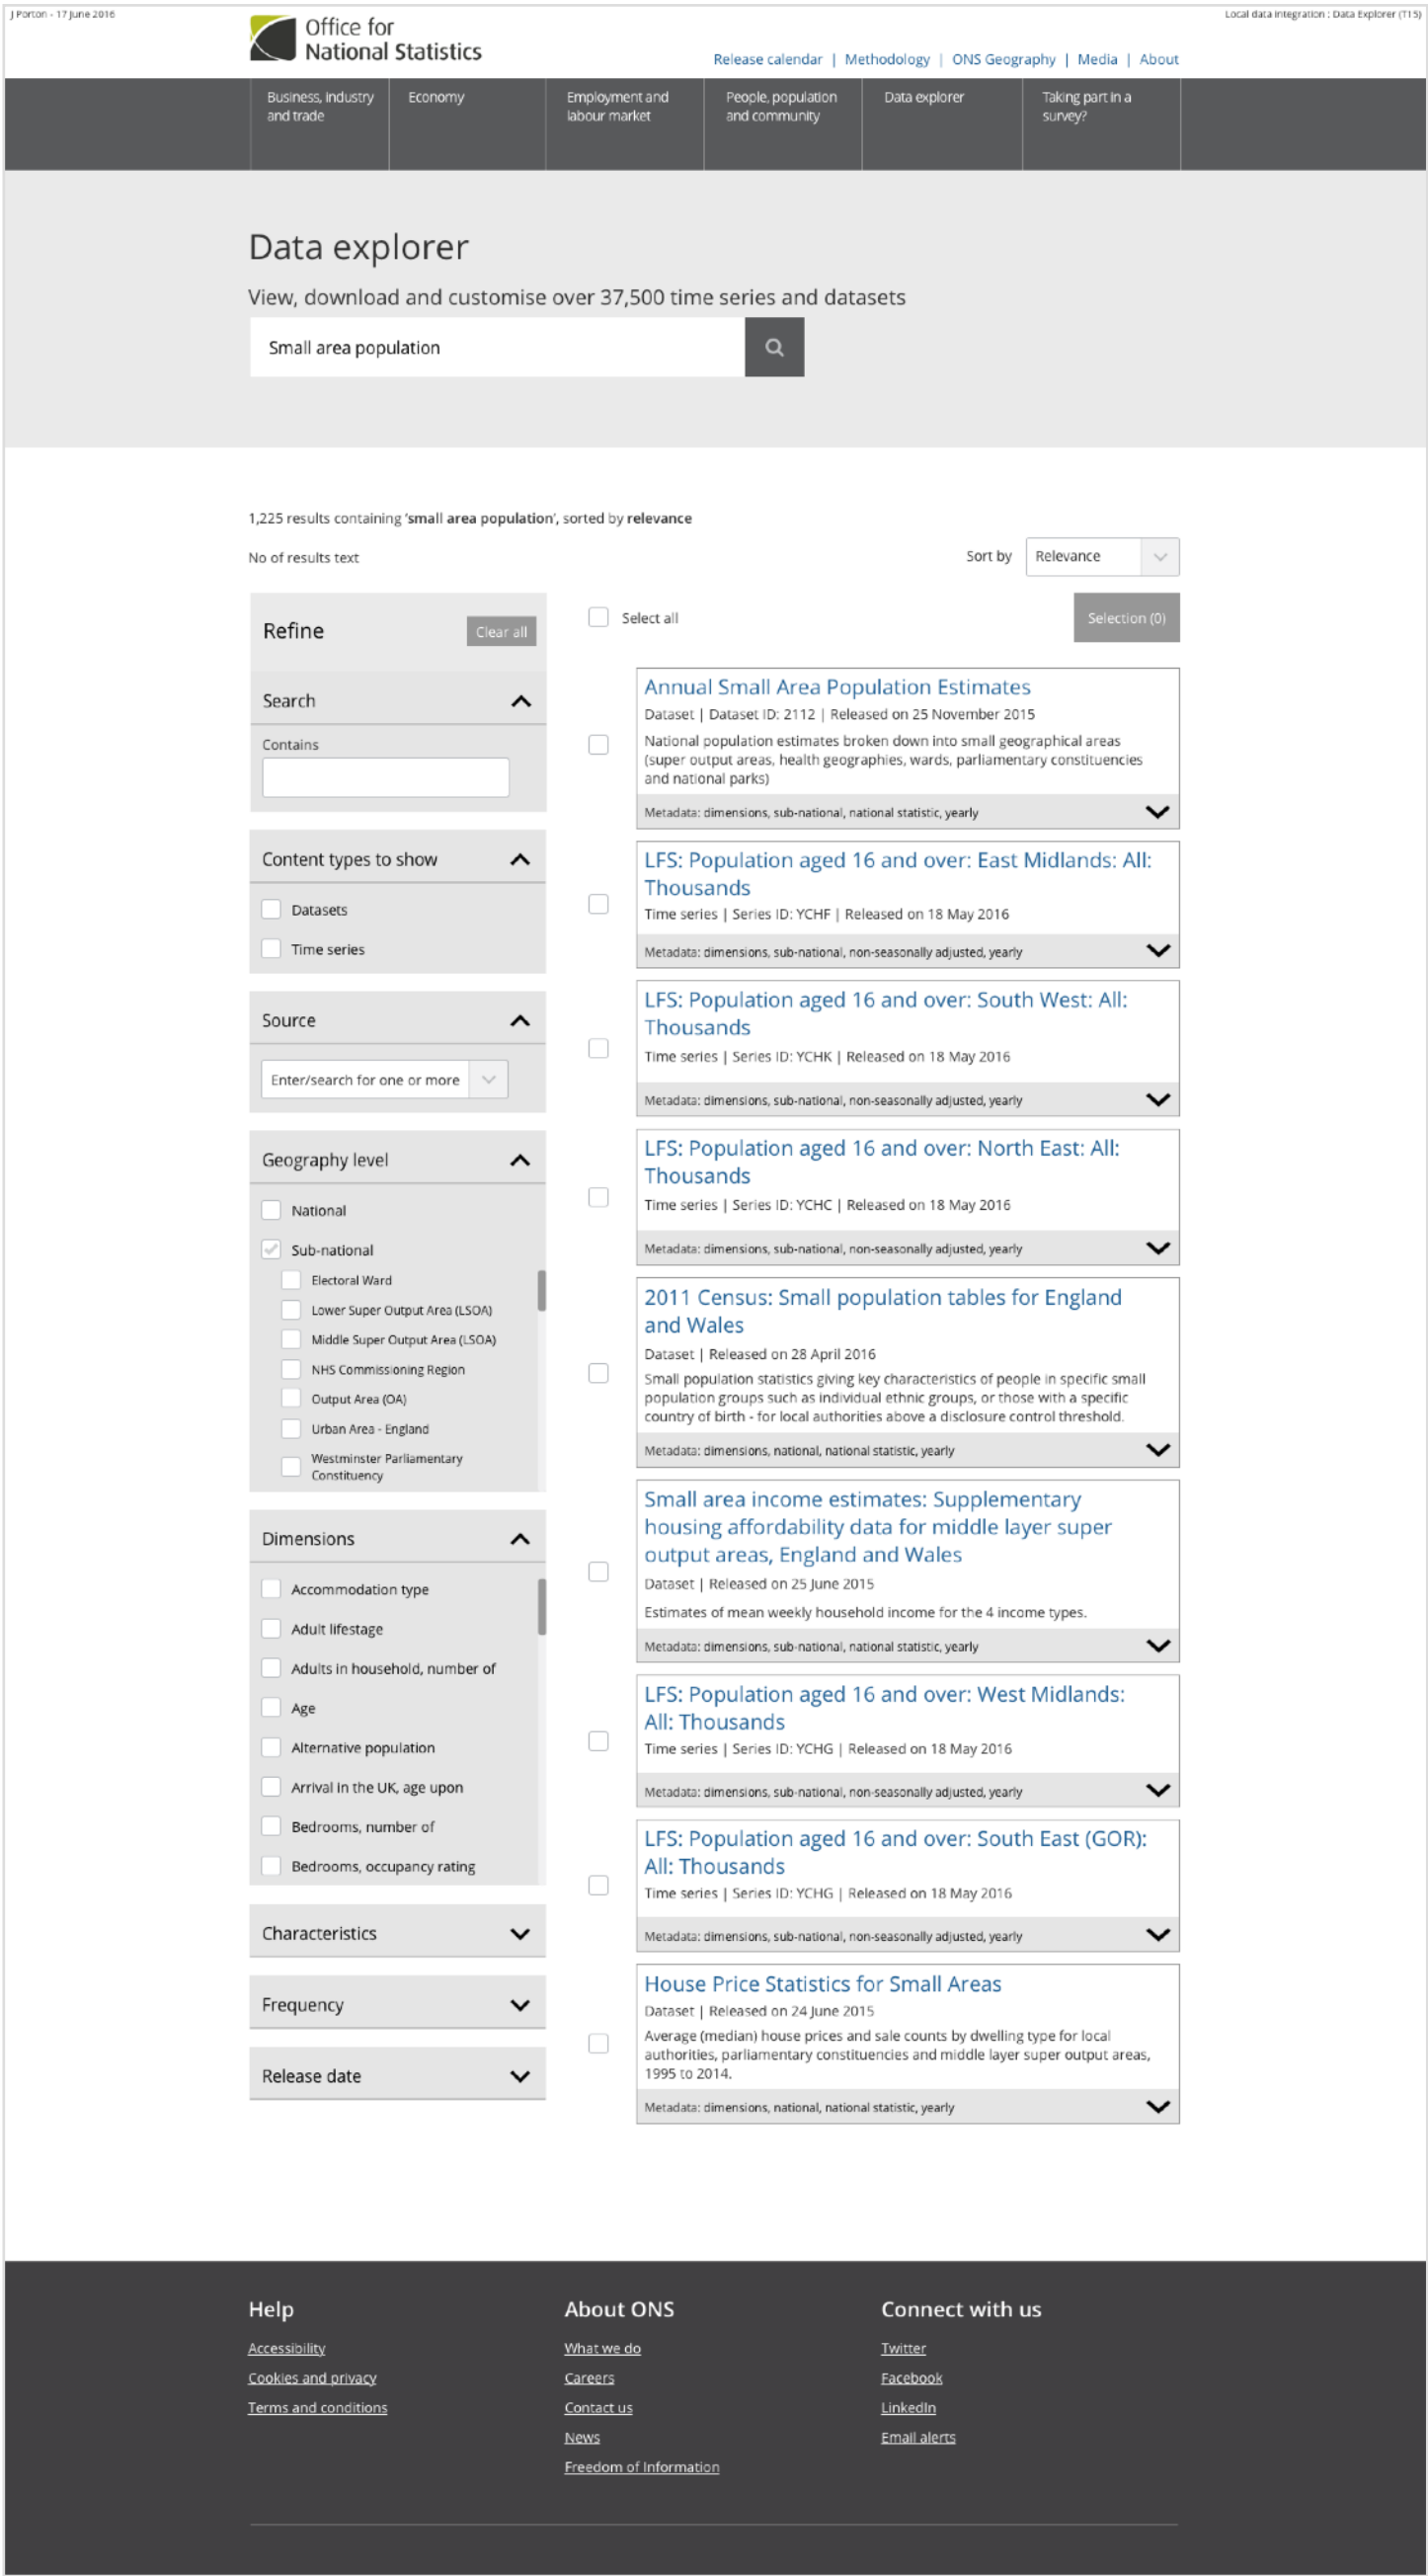 J Porton - 17 June 2016
Local data integration : Data Explorer (T15)
Office for
National Statistics
Release calendar | Methodology | ONS Geography | Media | About
Business, industry
and trade
Economy
Employment and
labour market
People, population
and community
Data explorer
Taking part in a
survey?
Data explorer
View, download and customise over 37,500 time series and datasets
Small area population
1,225 results containing 'small area population', sorted by relevance
No of results text
Sort by
Relevance
Refine
Clear all
Search
Contains
Content types to show
Datasets
Time series
Source
Enter/search for one or more
Geography level
National
Sub-national
Electoral Ward
Lower Super Output Area (LSOA)
Middle Super Output Area (LSOA)
NHS Commissioning Region
Output Area (OA)
Urban Area - England
Westminster Parliamentary
Constituency
Dimensions
Accommodation type
Adult lifestage
Adults in household, number of
Age
Alternative population
Arrival in the UK, age upon
Bedrooms, number of
Bedrooms, occupancy rating
Characteristics
Frequency
Release date
Select all
Selection (0)
Annual Small Area Population Estimates
Dataset | Dataset ID: 2112 | Released on 25 November 2015
National population estimates broken down into small geographical areas
(super output areas, health geographies, wards, parliamentary constituencies
and national parks)
Metadata: dimensions, sub-national, national statistic, yearly
LFS: Population aged 16 and over: East Midlands: All:
Thousands
Time series | Series ID: YCHF | Released on 18 May 2016
Metadata: dimensions, sub-national, non-seasonally adjusted, yearly
LFS: Population aged 16 and over: South West: All:
Thousands
Time series | Series ID: YCHK | Released on 18 May 2016
Metadata: dimensions, sub-national, non-seasonally adjusted, yearly
LFS: Population aged 16 and over: North East: All:
Thousands
Time series | Series ID: YCHC | Released on 18 May 2016
Metadata: dimensions, sub-national, non-seasonally adjusted, yearly
2011 Census: Small population tables for England
and Wales
Dataset | Released on 28 April 2016
Small population statistics giving key characteristics of people in specific small
population groups such as individual ethnic groups, or those with a specific
country of birth - for local authorities above a disclosure control threshold.
Metadata: dimensions, national, national statistic, yearly
Small area income estimates: Supplementary
housing affordability data for middle layer super
output areas, England and Wales
Dataset | Released on 25 June 2015
Estimates of mean weekly household income for the 4 income types.
Metadata: dimensions, sub-national, national statistic, yearly
LFS: Population aged 16 and over: West Midlands:
All: Thousands
Time series | Series ID: YCHG | Released on 18 May 2016
Metadata: dimensions, sub-national, non-seasonally adjusted, yearly
LFS: Population aged 16 and over: South East (GOR):
All: Thousands
Time series | Series ID: YCHG | Released on 18 May 2016
Metadata: dimensions, sub-national, non-seasonally adjusted, yearly
House Price Statistics for Small Areas
Dataset | Released on 24 June 2015
Average (median) house prices and sale counts by dwelling type for local
authorities, parliamentary constituencies and middle layer super output areas,
1995 to 2014.
Metadata: dimensions, national, national statistic, yearly
Help
Accessibility
Cookies and privacy
Terms and conditions
About ONS
What we do
Careers
Contact us
News
Freedom of Information
Connect with us
Twitter
Facebook
LinkedIn
Email alerts